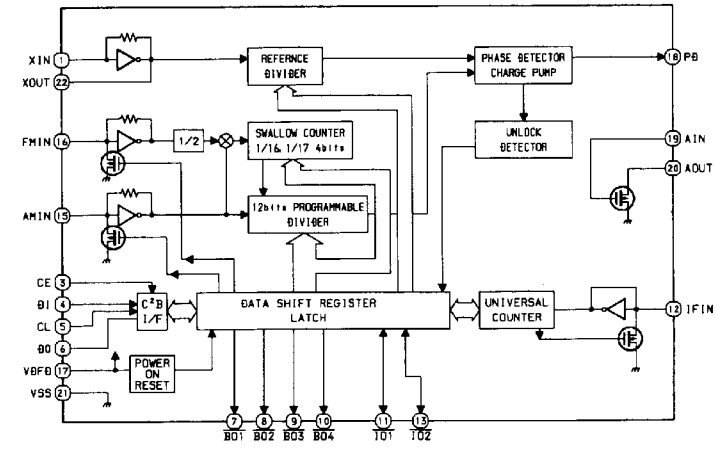 XIN 1
XOUT 22
REFERNCE
DIVIDER
PHASE DETECTOR
CHARGE PUMP
18 PD
FMIN 16
1/2
SWALLOW COUNTER
1/16& 1/17 4bits
UNLOCK
DETECTOR
19 AIN
20 AOUT
AMIN 15
12bits PROGRAMMABLE
DIVIDER
CE 3
DI 4
CL 5
DO 6
C²B
I/F
DATA SHIFT REGISTER
LATCH
UNIVERSAL
COUNTER
12 IFIN
VDFD 17
VSS 21
POWER
ON
RESET
7 8 9 10 11 13
BO1 BO2 BO3 BO4 IO1 IO2